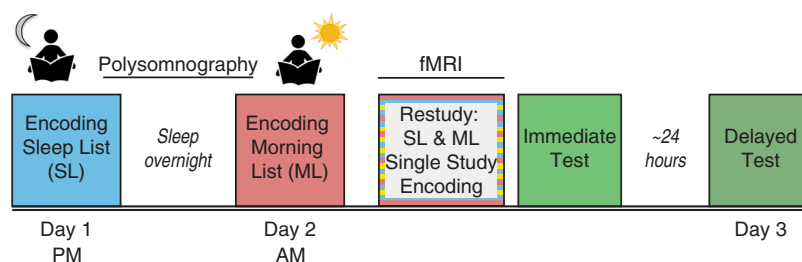 Polysomnography
fMRI
Encoding
Sleep List
(SL)
Sleep
overnight
Encoding
Morning
List (ML)
Restudy:
SL & ML
Single Study
Encoding
Immediate
Test
~24
hours
Delayed
Test
Day 1
PM
Day 2
AM
Day 3